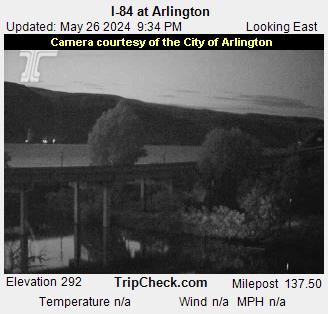 I-84 at Arlington
Updated: May 26 2024 9:34 PM Looking East
Camera courtesy of the City of Arlington
Elevation 292 TripCheck.com Milepost 137.50
Temperature n/a Wind n/a MPH n/a